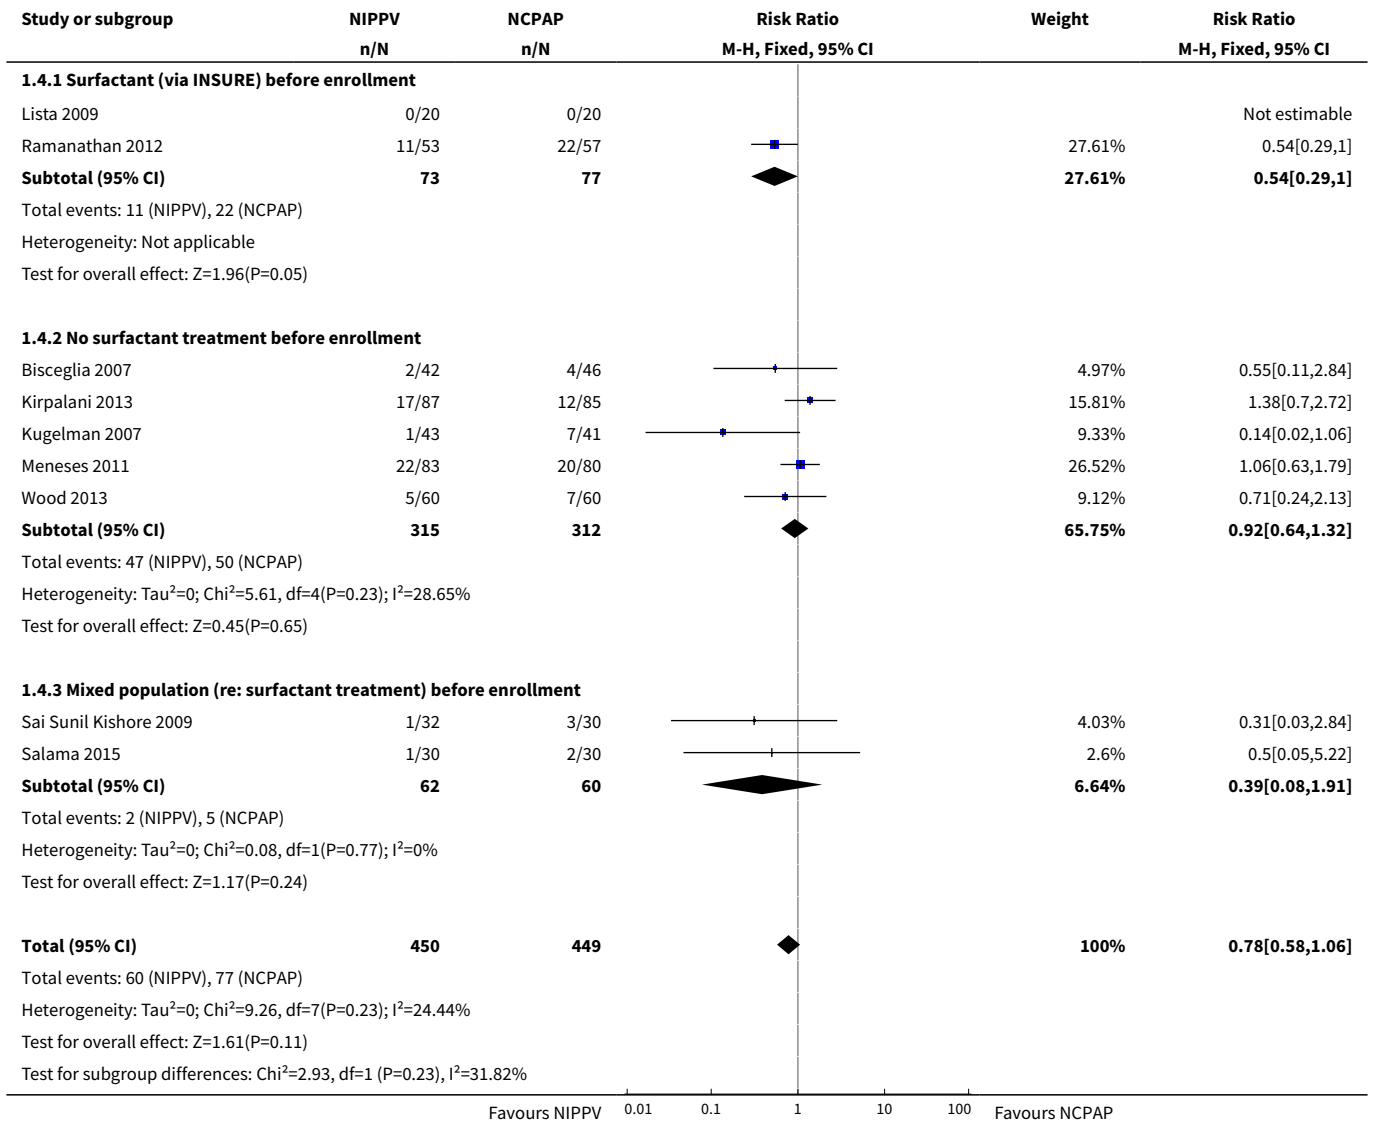 Study or subgroup NIPPV NCPAP Risk Ratio Weight Risk Ratio
n/N n/N M-H, Fixed, 95% CI M-H, Fixed, 95% CI
1.4.1 Surfactant (via INSURE) before enrollment
Lista 2009 0/20 0/20 Not estimable
Ramanathan 2012 11/53 22/57 27.61% 0.54[0.29,1]
Subtotal (95% CI) 73 77 27.61% 0.54[0.29,1]
Total events: 11 (NIPPV), 22 (NCPAP)
Heterogeneity: Not applicable
Test for overall effect: Z=1.96(P=0.05)
1.4.2 No surfactant treatment before enrollment
Bisceglia 2007 2/42 4/46 4.97% 0.55[0.11,2.84]
Kirpalani 2013 17/87 12/85 15.81% 1.38[0.7,2.72]
Kugelman 2007 1/43 7/41 9.33% 0.14[0.02,1.06]
Meneses 2011 22/83 20/80 26.52% 1.06[0.63,1.79]
Wood 2013 5/60 7/60 9.12% 0.71[0.24,2.13]
Subtotal (95% CI) 315 312 65.75% 0.92[0.64,1.32]
Total events: 47 (NIPPV), 50 (NCPAP)
Heterogeneity: Tau²=0; Chi²=5.61, df=4(P=0.23); I²=28.65%
Test for overall effect: Z=0.45(P=0.65)
1.4.3 Mixed population (re: surfactant treatment) before enrollment
Sai Sunil Kishore 2009 1/32 3/30 4.03% 0.31[0.03,2.84]
Salama 2015 1/30 2/30 2.6% 0.5[0.05,5.22]
Subtotal (95% CI) 62 60 6.64% 0.39[0.08,1.91]
Total events: 2 (NIPPV), 5 (NCPAP)
Heterogeneity: Tau²=0; Chi²=0.08, df=1(P=0.77); I²=0%
Test for overall effect: Z=1.17(P=0.24)
Total (95% CI) 450 449 100% 0.78[0.58,1.06]
Total events: 60 (NIPPV), 77 (NCPAP)
Heterogeneity: Tau²=0; Chi²=9.26, df=7(P=0.23); I²=24.44%
Test for overall effect: Z=1.61(P=0.11)
Test for subgroup differences: Chi²=2.93, df=1 (P=0.23), I²=31.82%
Favours NIPPV 0.01 0.1 1 10 100 Favours NCPAP